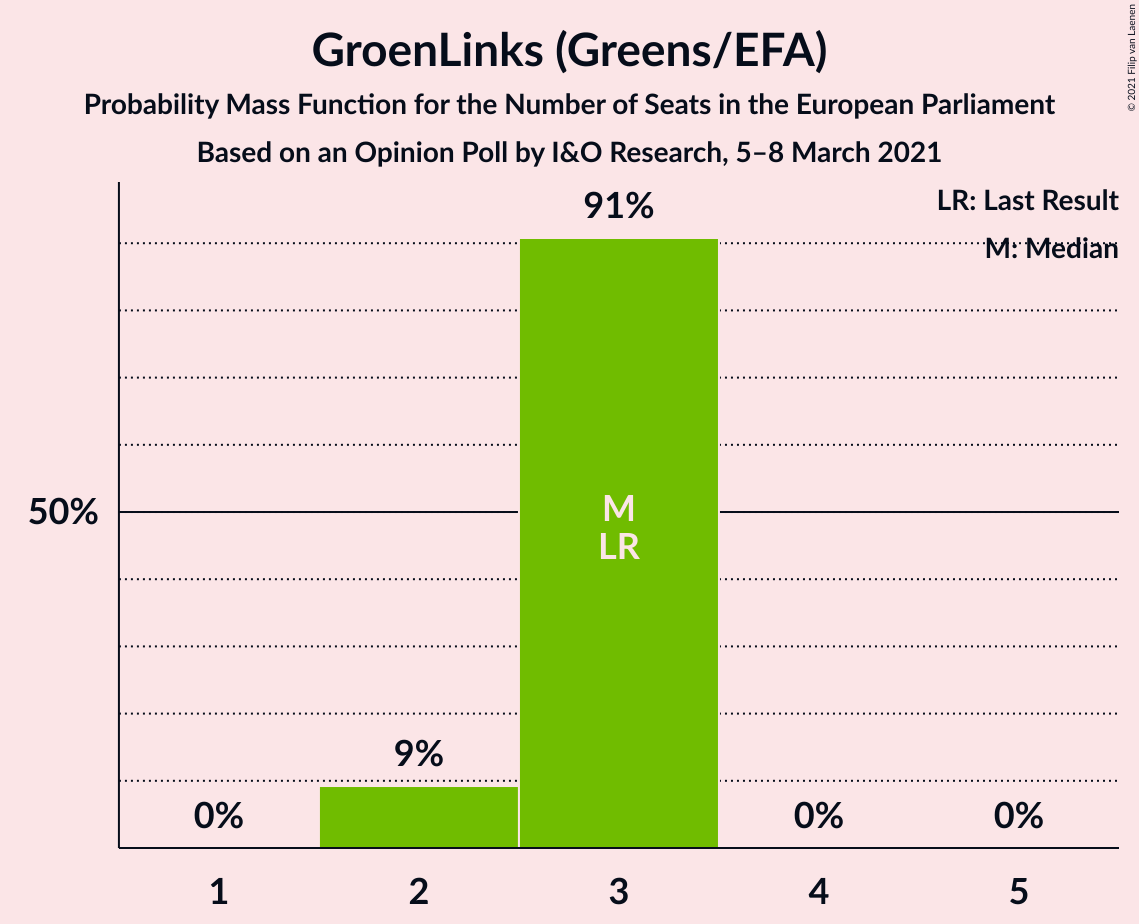 GroenLinks (Greens/EFA)
Probability Mass Function for the Number of Seats in the European Parliament
Based on an Opinion Poll by I&O Research, 5–8 March 2021
© 2021 Filip van Laenen
LR: Last Result
M: Median
91%
50%
M
LR
9%
0%
0%
0%
1
2
3
4
5